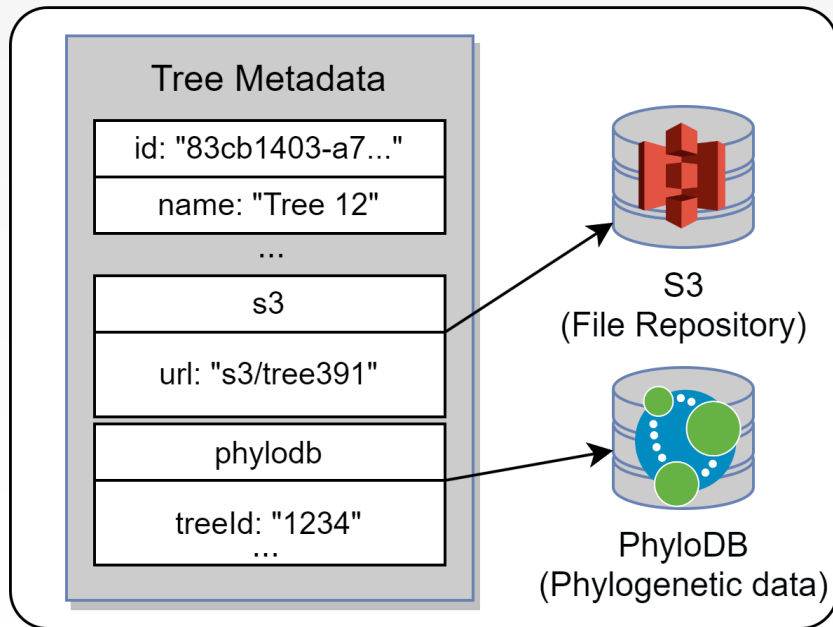 Tree Metadata
id: "83cb1403-a7..."
name: "Tree 12"
...
s3
url: "s3/tree391"
phylodb
treeId: "1234"
...
S3
(File Repository)
PhyloDB
(Phylogenetic data)